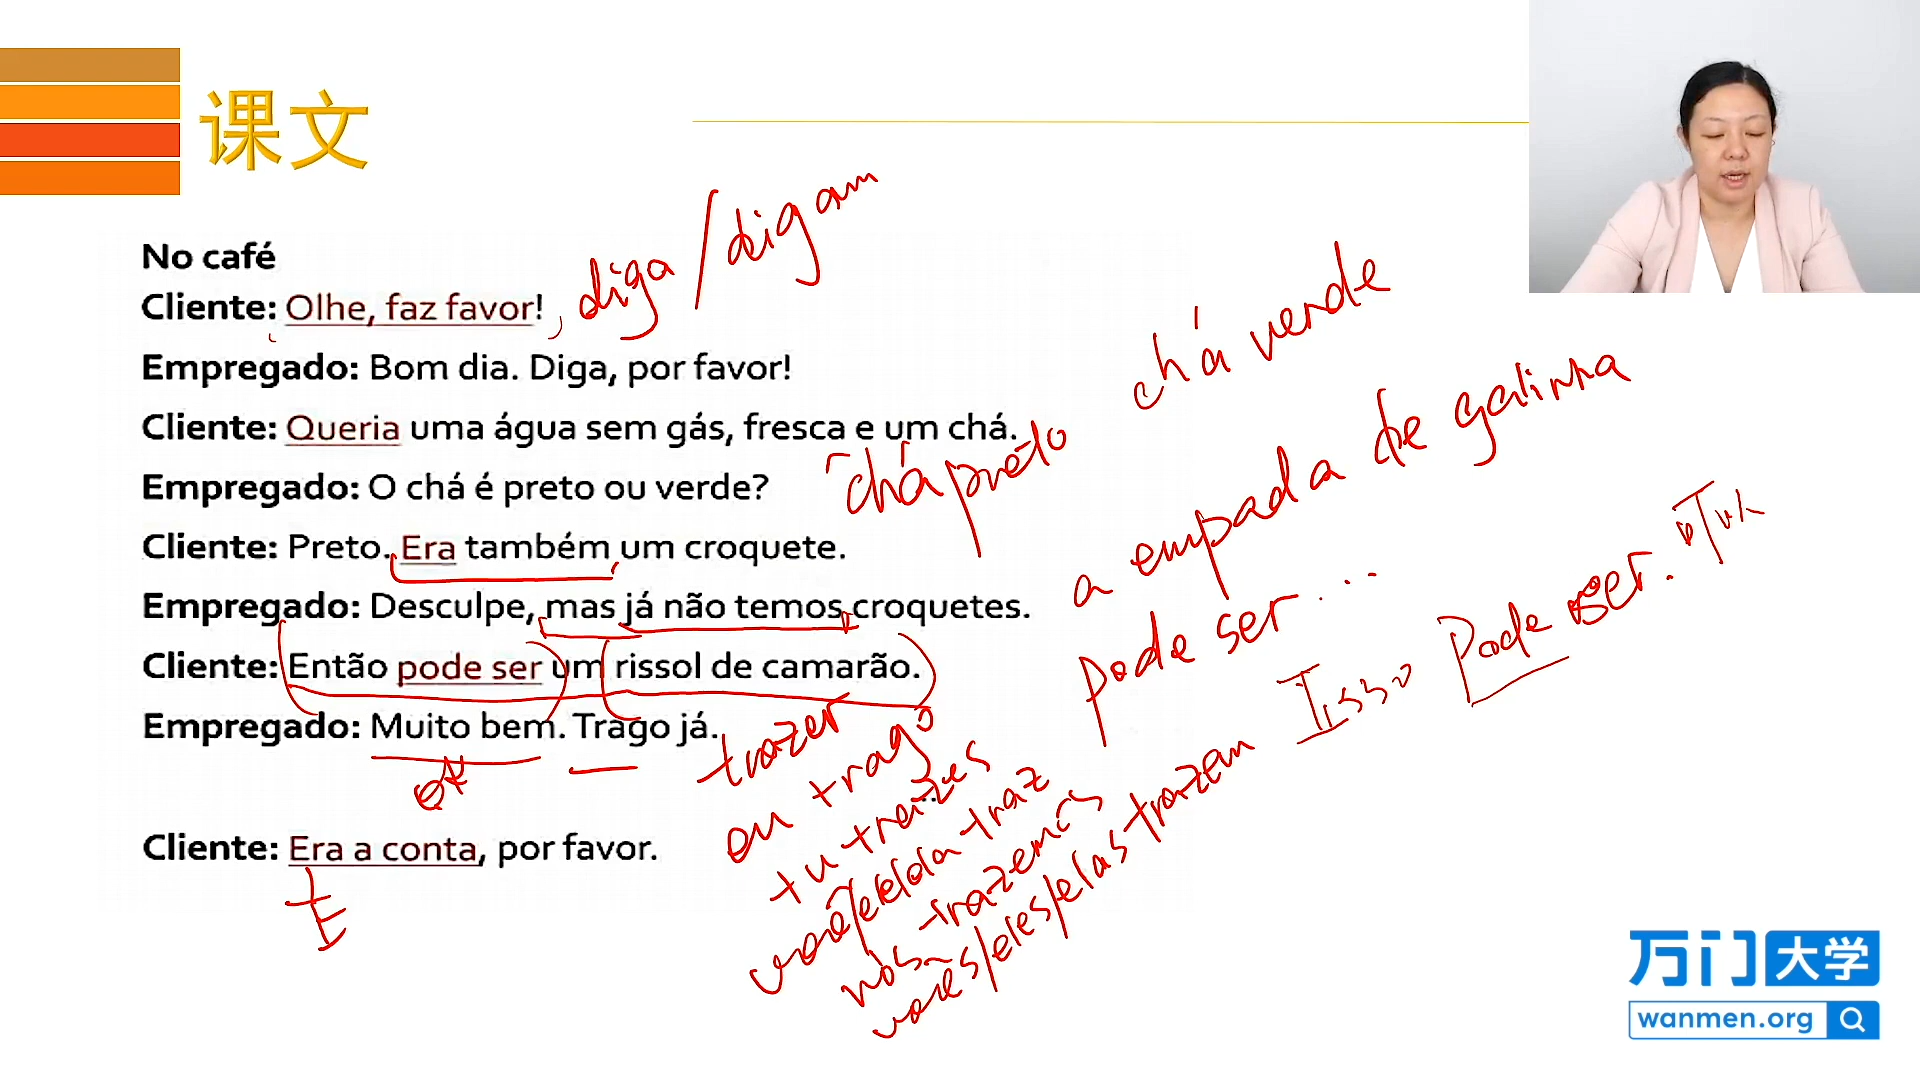 课文
No café
Cliente: Olhe, faz favor!
, diga / digam
Empregado: Bom dia. Diga, por favor!
chá verde
Cliente: Queria uma água sem gás, fresca e um chá.
Empregado: O chá é preto ou verde?
chá preto
a empada de galinha
Cliente: Preto. Era também um croquete.
Empregado: Desculpe, mas já não temos croquetes.
pode ser...
Isso
Pode ser.
Cliente: Então pode ser um rissol de camarão.
Empregado: Muito bem. Trago já.
ok
trazer
eu trago
tu trazes
você/ele/ela traz
nós trazemos
vocês/eles/elas trazem
Cliente: Era a conta, por favor.
万门大学
wanmen.org